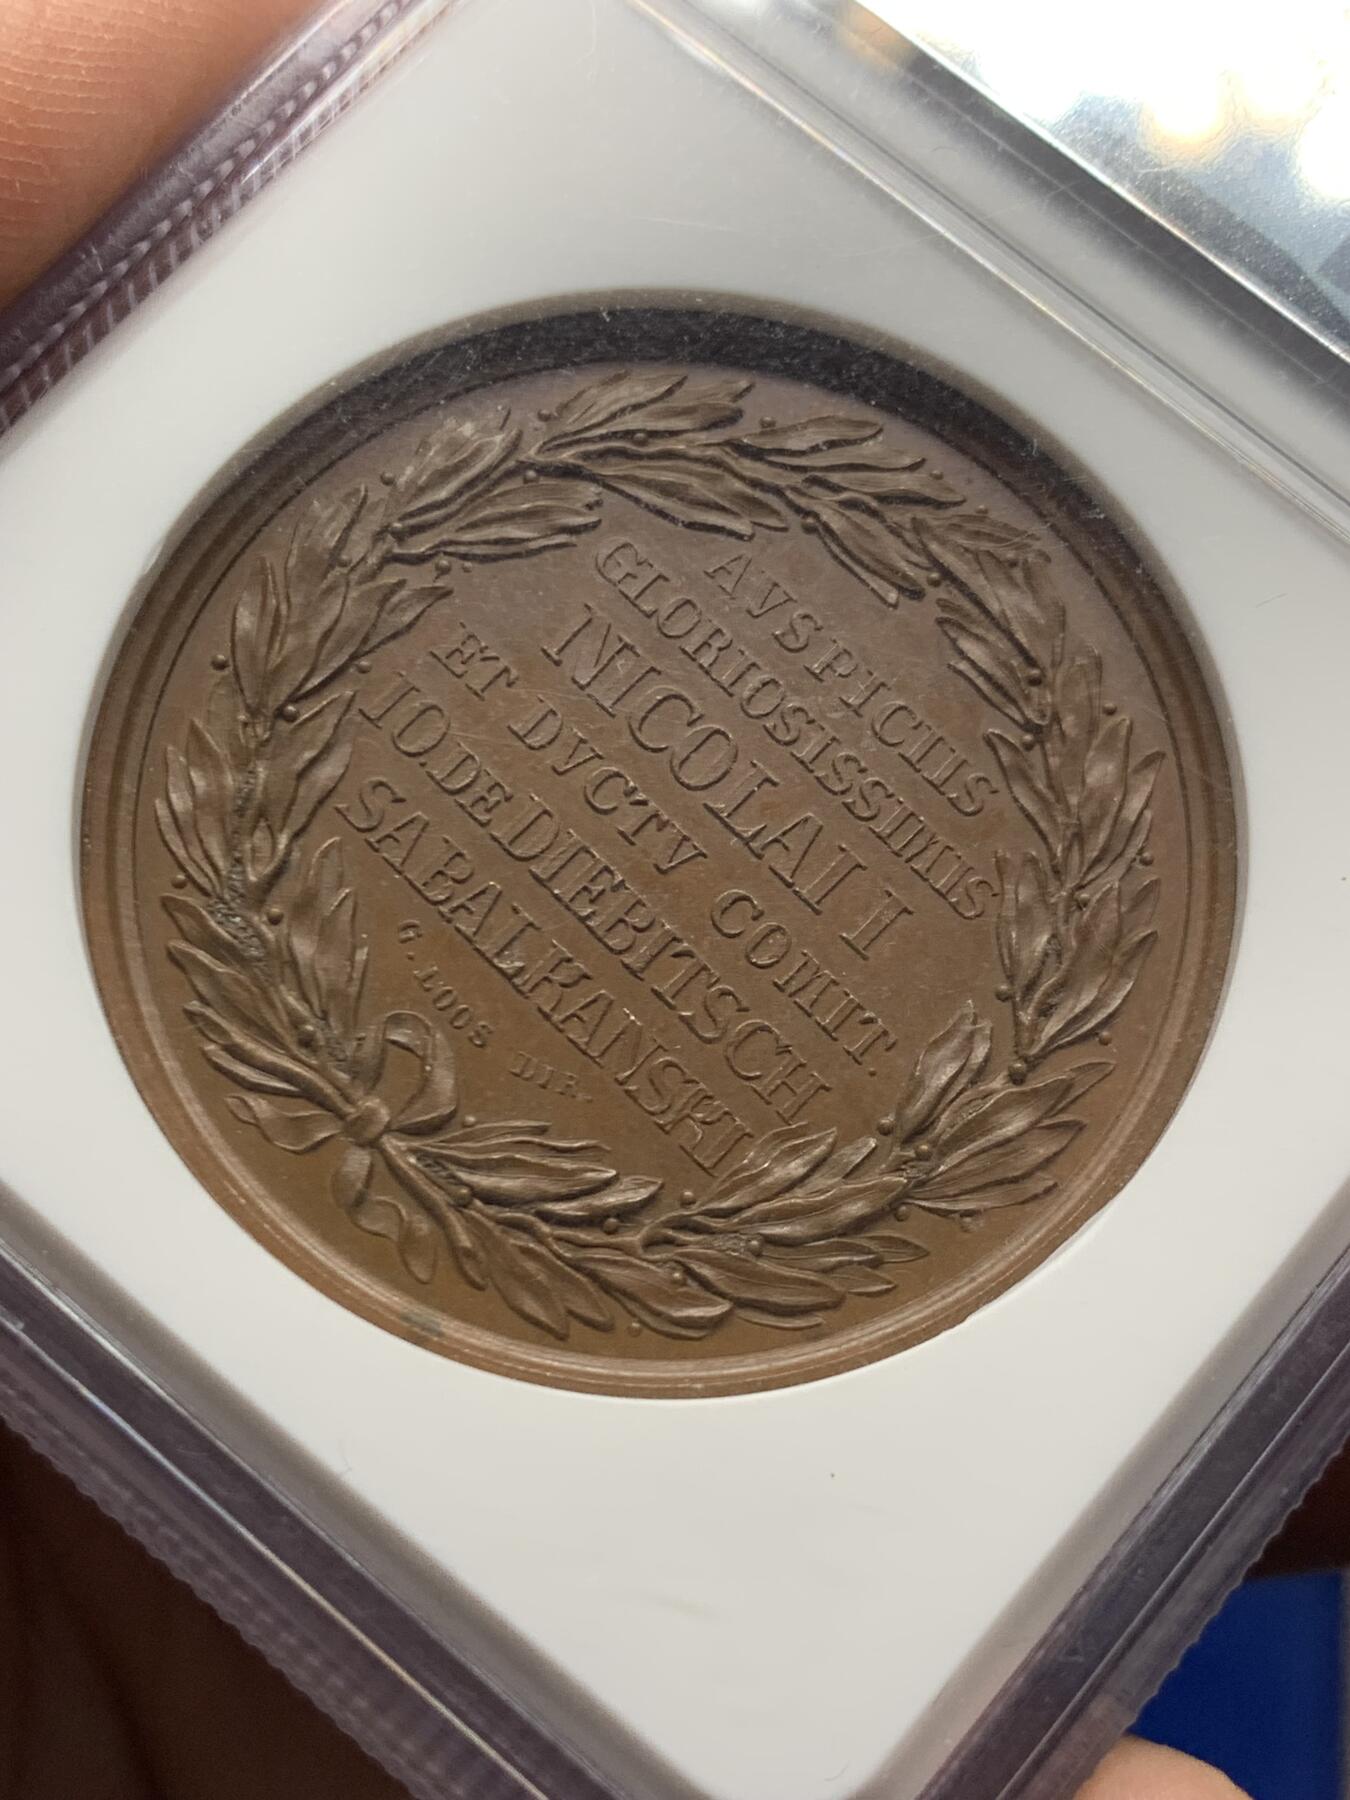 AVSPICIIS
GLORIOSISSIMIS
NICOLAI I
ET DVCTV COMIT.
IO.DE DIEBITSCH
SABALKANSKI
G. LOOS DIR.